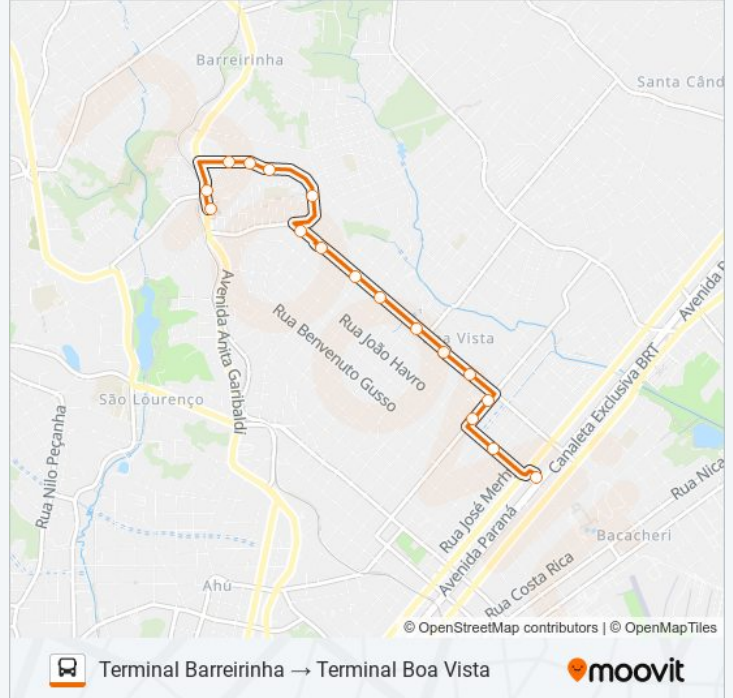 Barreirinha
Santa Când
Avenida P
Avenida Anita Garibaldi
Rua João Havro
Rua Benvenuto Gusso
a Vista
Canaleta Exclusiva BRT
São Lourenço
Rua Nilo Peçanha
Rua José Merh
Avenida Paraná
Rua Nica
Bacacheri
Rua Costa Rica
Ahú
© OpenStreetMap contributors | © OpenMapTiles
Terminal Barreirinha → Terminal Boa Vista
moovit